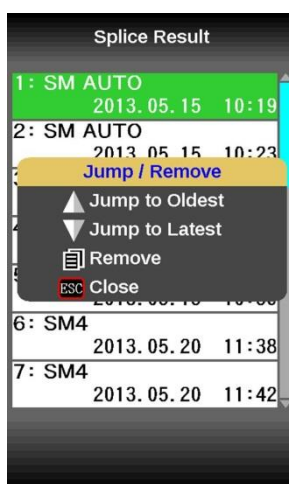 Splice Result
1: SM AUTO
2013.05.15 10:19
2: SM AUTO
2013.05.15 10:23
Jump / Remove
Jump to Oldest
Jump to Latest
Remove
ESC Close
6: SM4
2013.05.20 11:38
7: SM4
2013.05.20 11:42